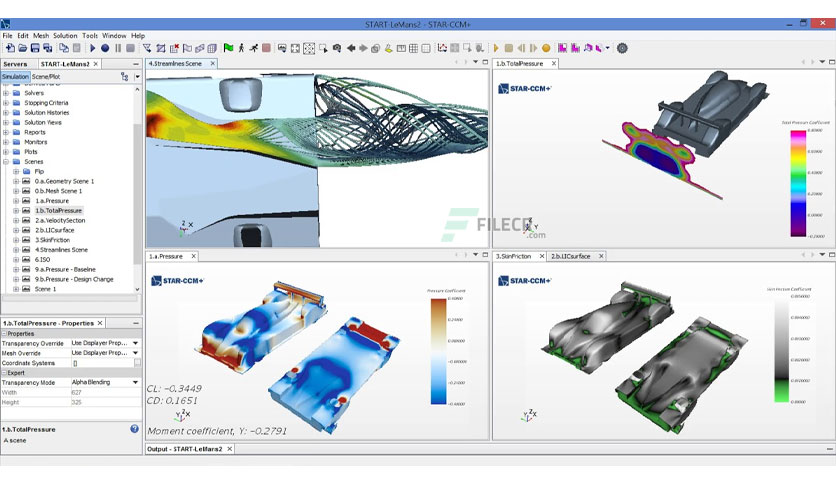 START-LeMans2 - STAR-CCM+
File Edit Mesh Solution Tools Window Help
Servers START-LeMans2 ×
Simulation Scene/Plot
Solvers
Stopping Criteria
Solution Histories
Solution Views
Reports
Monitors
Plots
Scenes
Flip
0.a.Geometry Scene 1
0.b.Mesh Scene 1
1.a.Pressure
1.b.TotalPressure
2.a.VelocitySection
2.b.LICsurface
3.SkinFriction
4.Streamlines Scene
6.ISO
9.a.Pressure - Baseline
9.b.Pressure - Design Change
Scene 1
1.b.TotalPressure - Properties ×
Properties
Transparency Override Use Displayer Prop...
Mesh Override Use Displayer Prop...
Coordinate Systems []
Expert
Transparency Mode Alpha Blending
Width 627
Height 325
1.b.TotalPressure
A scene
4.Streamlines Scene ×
Z X
1.b.TotalPressure ×
STAR-CCM+
Total Pressure Coefficient
Z
Y
FILECR
.com
1.a.Pressure ×
STAR-CCM+
Pressure Coefficient
CL: -0.3449
CD: 0.1651
Y Z X
Moment coefficient, Y: -0.2791
3.SkinFriction × 2.b.LICsurface ×
STAR-CCM+
Skin Friction Coefficient
Y Z X
Output - START-LeMans2 ×